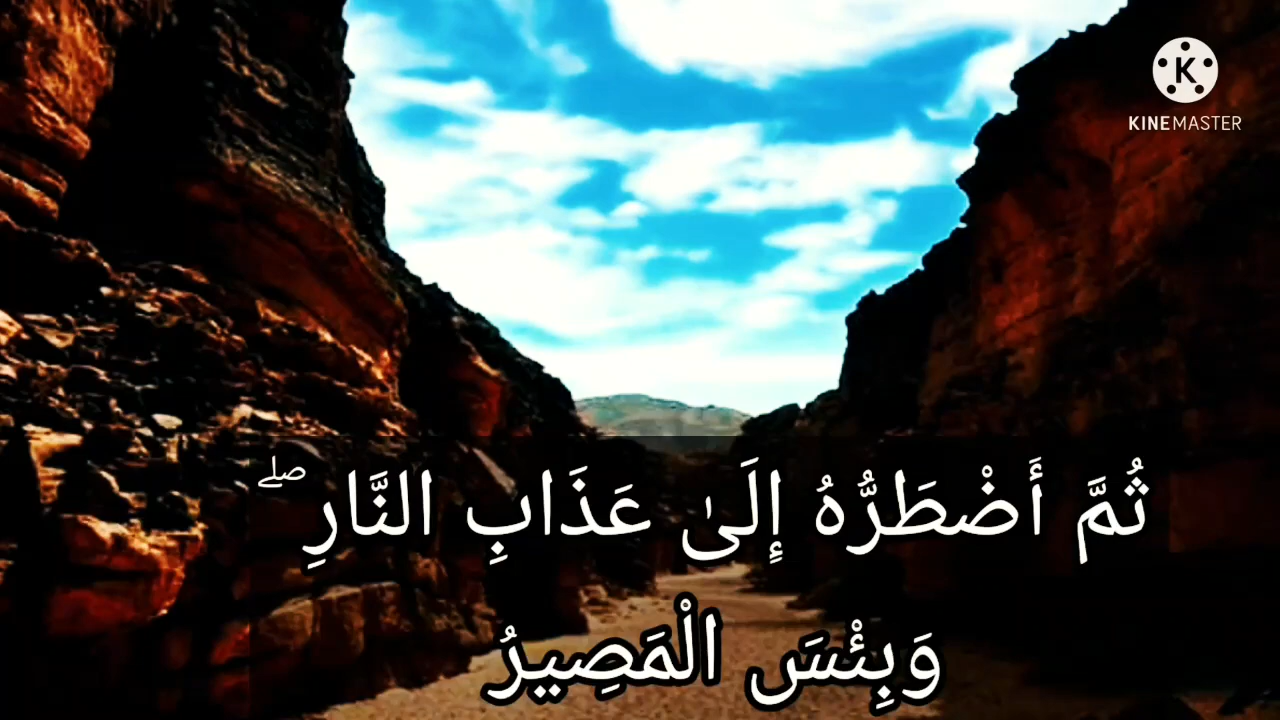 K
KINEMASTER
ثُمَّ أَضْطَرُّهُ إِلَىٰ عَذَابِ النَّارِ ۖ
وَبِئْسَ الْمَصِيرُ